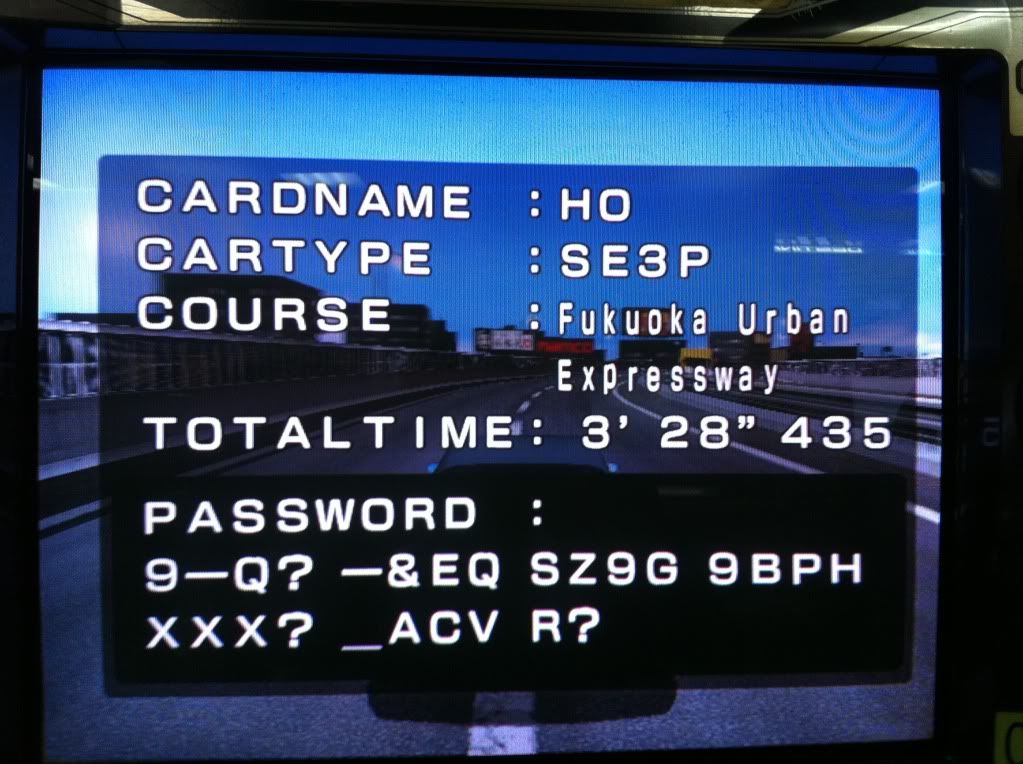 CARDNAME : HO
CARTYPE : SE3P
COURSE : Fukuoka Urban
Expressway
TOTALTIME: 3' 28" 435
PASSWORD :
9—Q? —&EQ SZ9G 9BPH
XXX? _ACV R?